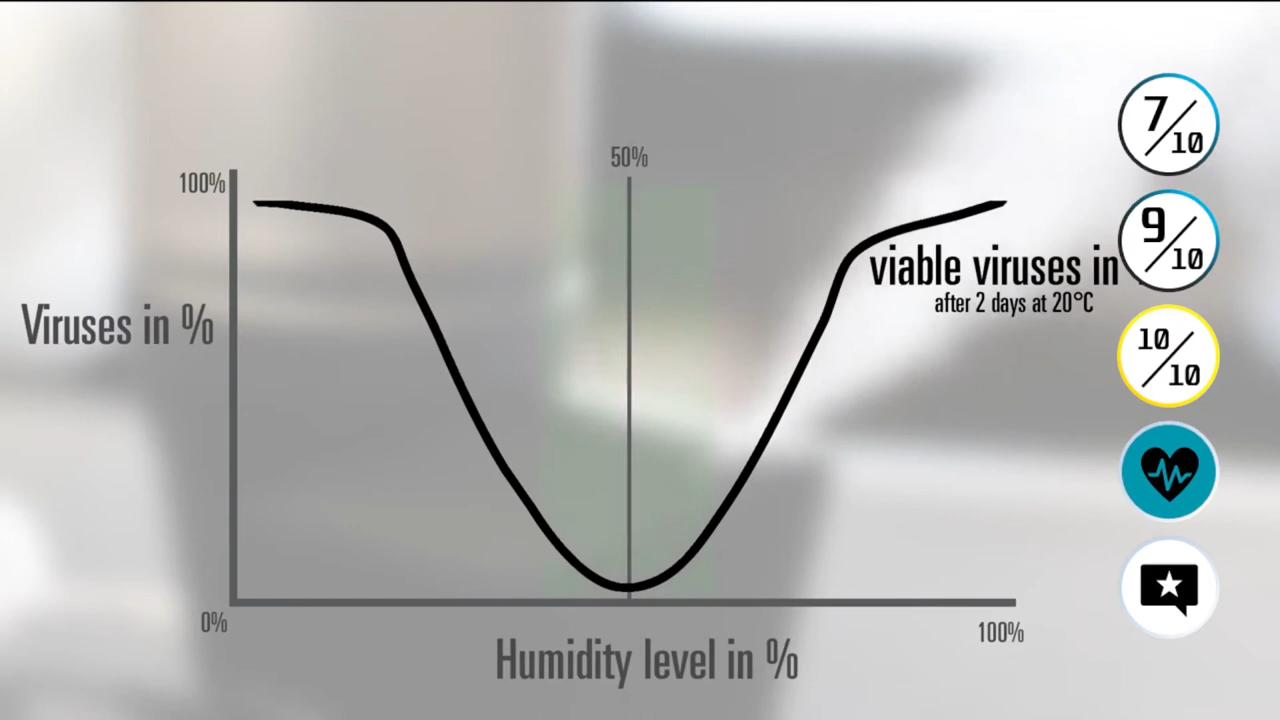 50%
100%
Viruses in %
viable viruses in
after 2 days at 20°C
0%
100%
Humidity level in %
7/10
9/10
10/10